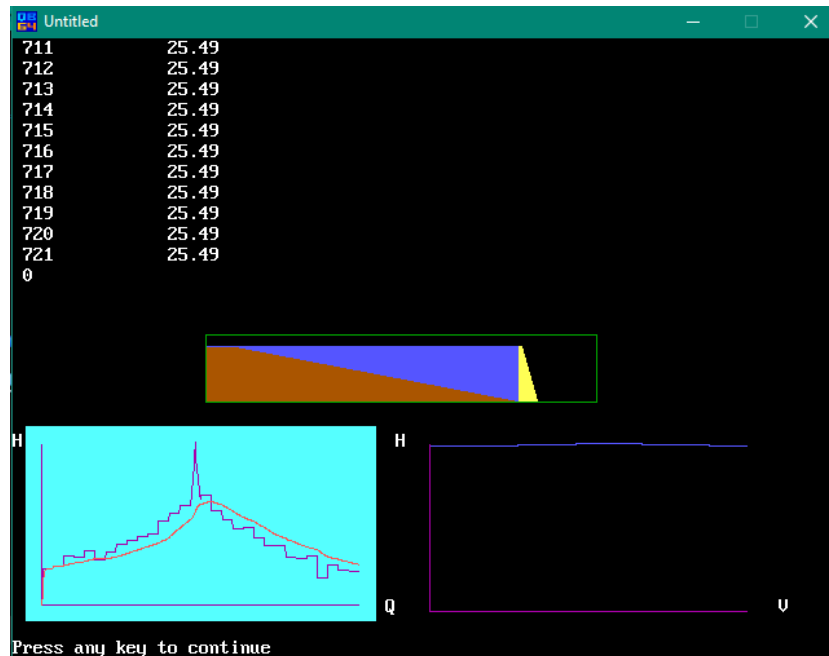 QB
64 Untitled
711 25.49
712 25.49
713 25.49
714 25.49
715 25.49
716 25.49
717 25.49
718 25.49
719 25.49
720 25.49
721 25.49
0
H H
Q V
Press any key to continue